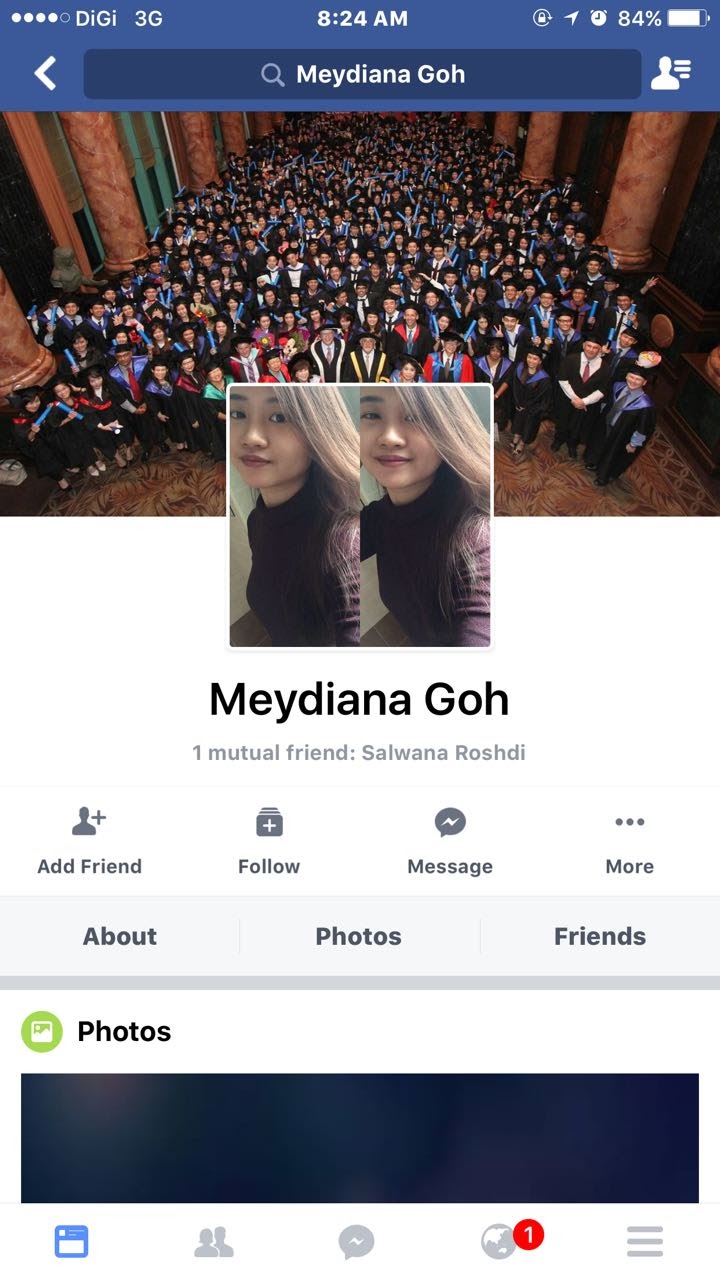 DiGi 3G 8:24 AM 84%
Meydiana Goh
Meydiana Goh
1 mutual friend: Salwana Roshdi
Add Friend Follow Message More
About Photos Friends
Photos
1